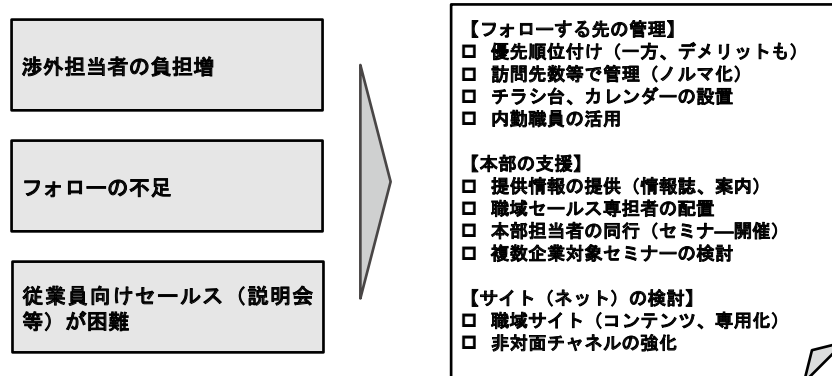 渉外担当者の負担増
フォローの不足
従業員向けセールス（説明会
等）が困難
【フォローする先の管理】
□ 優先順位付け（一方、デメリットも）
□ 訪問先数等で管理（ノルマ化）
□ チラシ台、カレンダーの設置
□ 内勤職員の活用
【本部の支援】
□ 提供情報の提供（情報誌、案内）
□ 職域セールス専担者の配置
□ 本部担当者の同行（セミナ―開催）
□ 複数企業対象セミナーの検討
【サイト（ネット）の検討】
□ 職域サイト（コンテンツ、専用化）
□ 非対面チャネルの強化